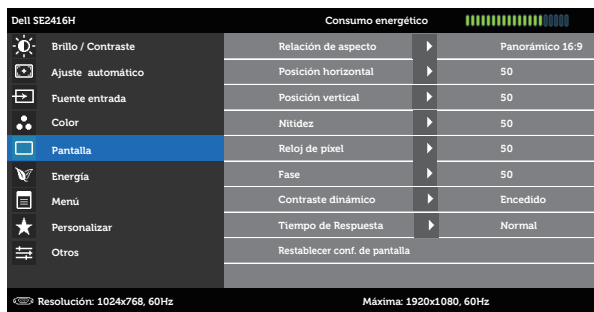 Dell SE2416H Consumo energético
Brillo / Contraste Relación de aspecto Panorámico 16:9
Ajuste automático Posición horizontal 50
Fuente entrada Posición vertical 50
Color Nitidez 50
Pantalla Reloj de píxel 50
Energía Fase 50
Menú Contraste dinámico Encedido
Personalizar Tiempo de Respuesta Normal
Otros Restablecer conf. de pantalla
Resolución: 1024x768, 60Hz Máxima: 1920x1080, 60Hz